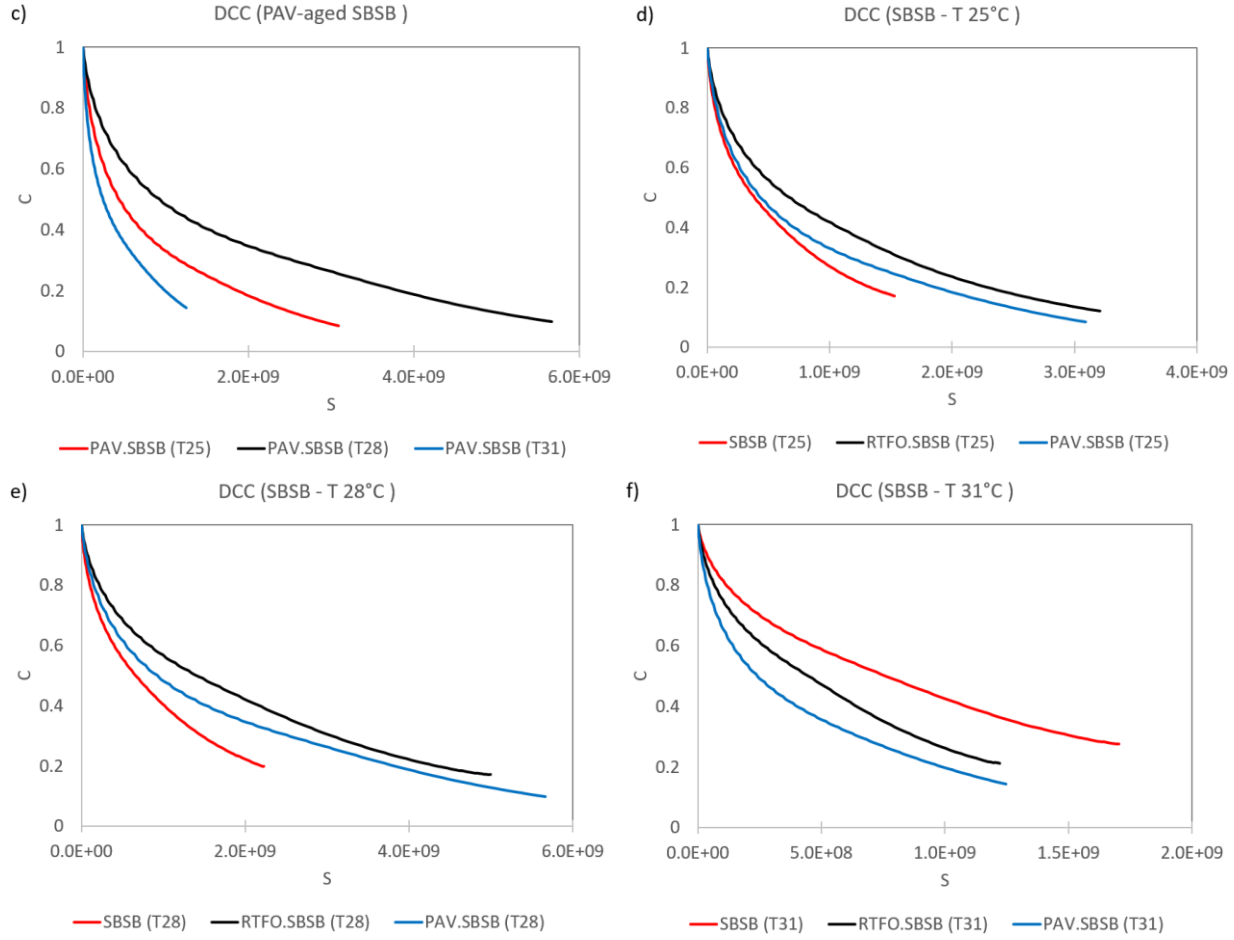 c)
DCC (PAV-aged SBSB )
1
0.8
0.6
C
0.4
0.2
0
0.0E+00 2.0E+09 4.0E+09 6.0E+09
S
PAV.SBSB (T25) PAV.SBSB (T28) PAV.SBSB (T31)
d)
DCC (SBSB - T 25°C )
1
0.8
0.6
C
0.4
0.2
0
0.0E+00 1.0E+09 2.0E+09 3.0E+09 4.0E+09
S
SBSB (T25) RTFO.SBSB (T25) PAV.SBSB (T25)
e)
DCC (SBSB - T 28°C )
1
0.8
0.6
C
0.4
0.2
0
0.0E+00 2.0E+09 4.0E+09 6.0E+09
S
SBSB (T28) RTFO.SBSB (T28) PAV.SBSB (T28)
f)
DCC (SBSB - T 31°C )
1
0.8
0.6
C
0.4
0.2
0
0.0E+00 5.0E+08 1.0E+09 1.5E+09 2.0E+09
S
SBSB (T31) RTFO.SBSB (T31) PAV.SBSB (T31)